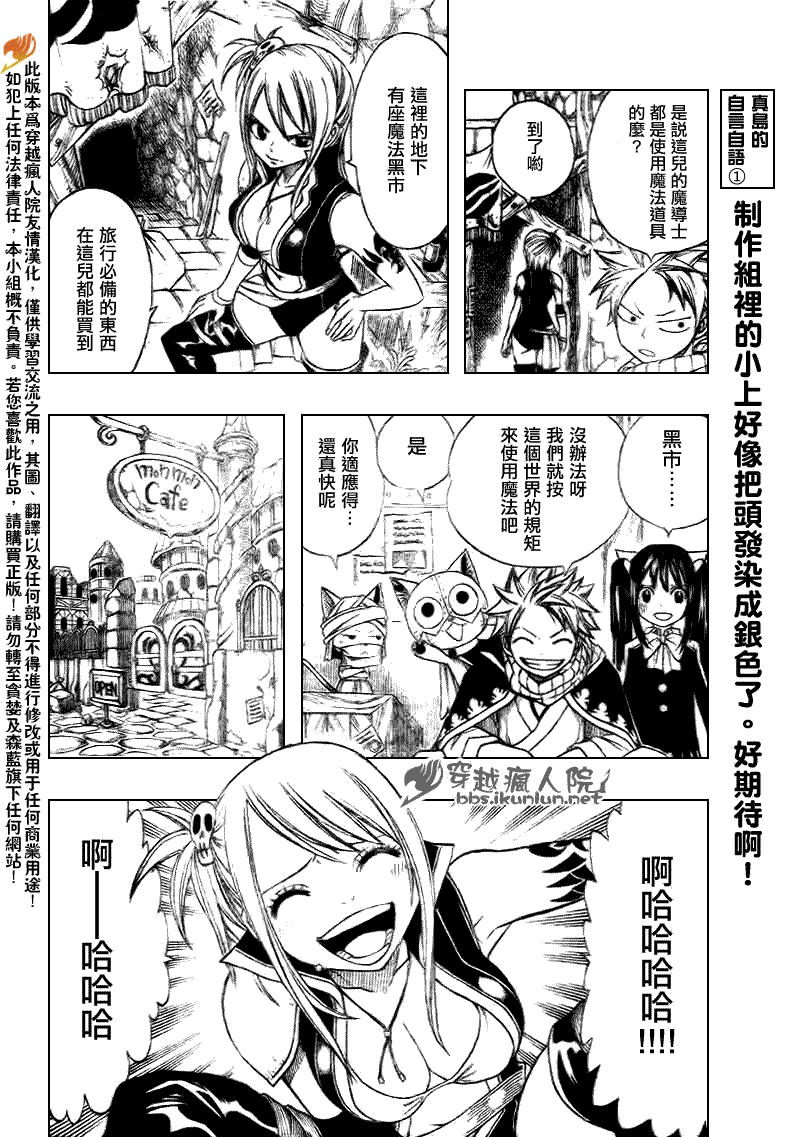 真島的
自言自語①
制作組裡的小上好像把頭發染成銀色了。好期待啊！
是説這兒的魔導士
都是使用魔法道具
的麼？
到了喲
這裡的地下
有座魔法黑市
旅行必備的東西
在這兒都能買到
黑市……
沒辦法呀
我們就按
這個世界的規矩
來使用魔法吧
是
你適應得…
還真快呢
mon mon
Cafe
OPEN
穿越瘋人院
bbs.ikunlun.net
啊哈哈哈哈!!!!
啊──哈哈哈
此版本爲穿越瘋人院友情漢化，僅供學習交流之用，其圖、翻譯以及任何部分不得進行修改或用于任何商業用途！
如犯上任何法律責任，本小組概不負責。若您喜歡此作品，請購買正版！請勿轉至貪婪及森藍旗下任何網站！